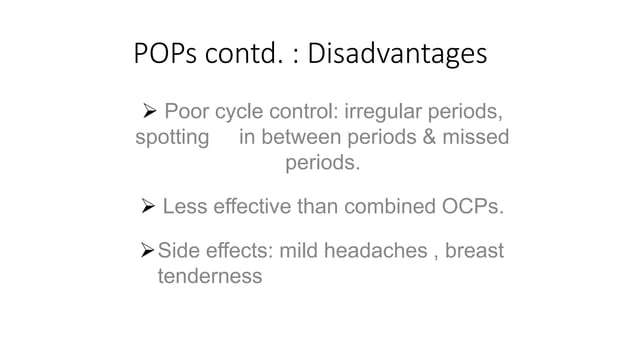 POPs contd. : Disadvantages
➢ Poor cycle control: irregular periods,
spotting in between periods & missed
periods.
➢ Less effective than combined OCPs.
➢Side effects: mild headaches , breast
tenderness